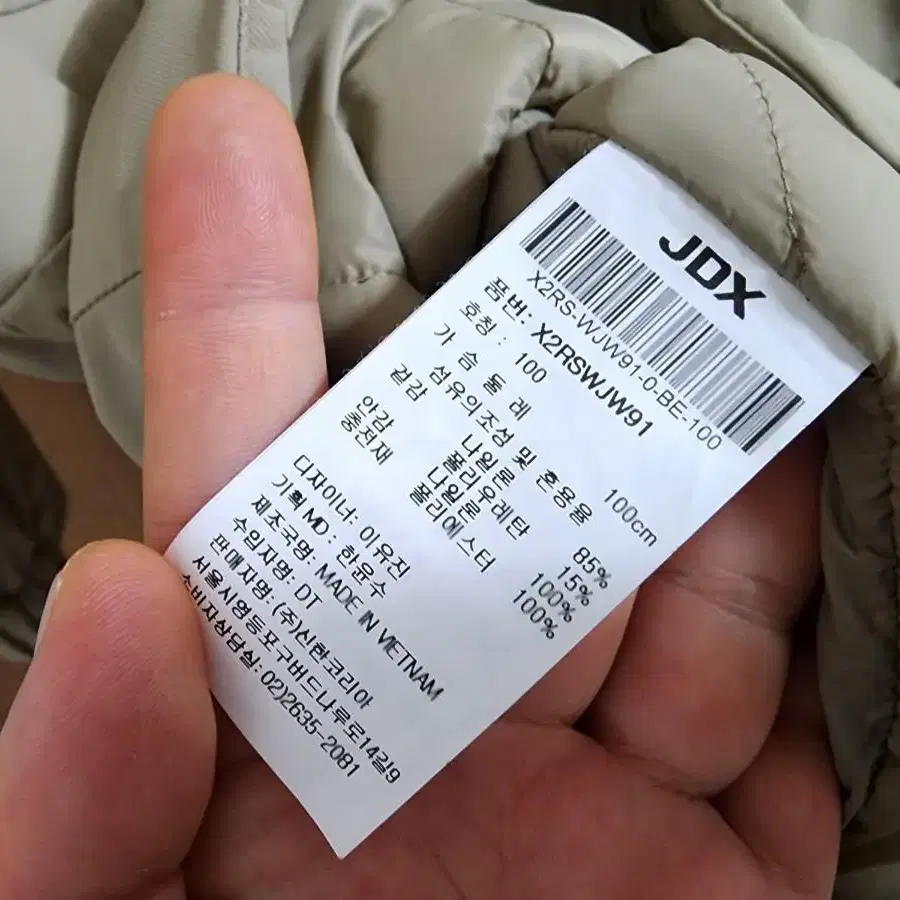 JDX
X2RS-WJW91-0-BE-100
품번: X2RSWJW91
호칭 : 100
가 슴 둘 레 100cm
섬유의조성 및 혼용율
겉감 나일론 85%
폴리우레탄 15%
안감 나일론 100%
충전재 폴리에스터 100%
디자이너: 이유진
기획 MD : 한윤수
제조국명: MADE IN VIETNAM
수입자명: DT
판매자명: (주)신한코리아
서울시영등포구버드나루로14길9
소비자상담실: 02)2635-2081